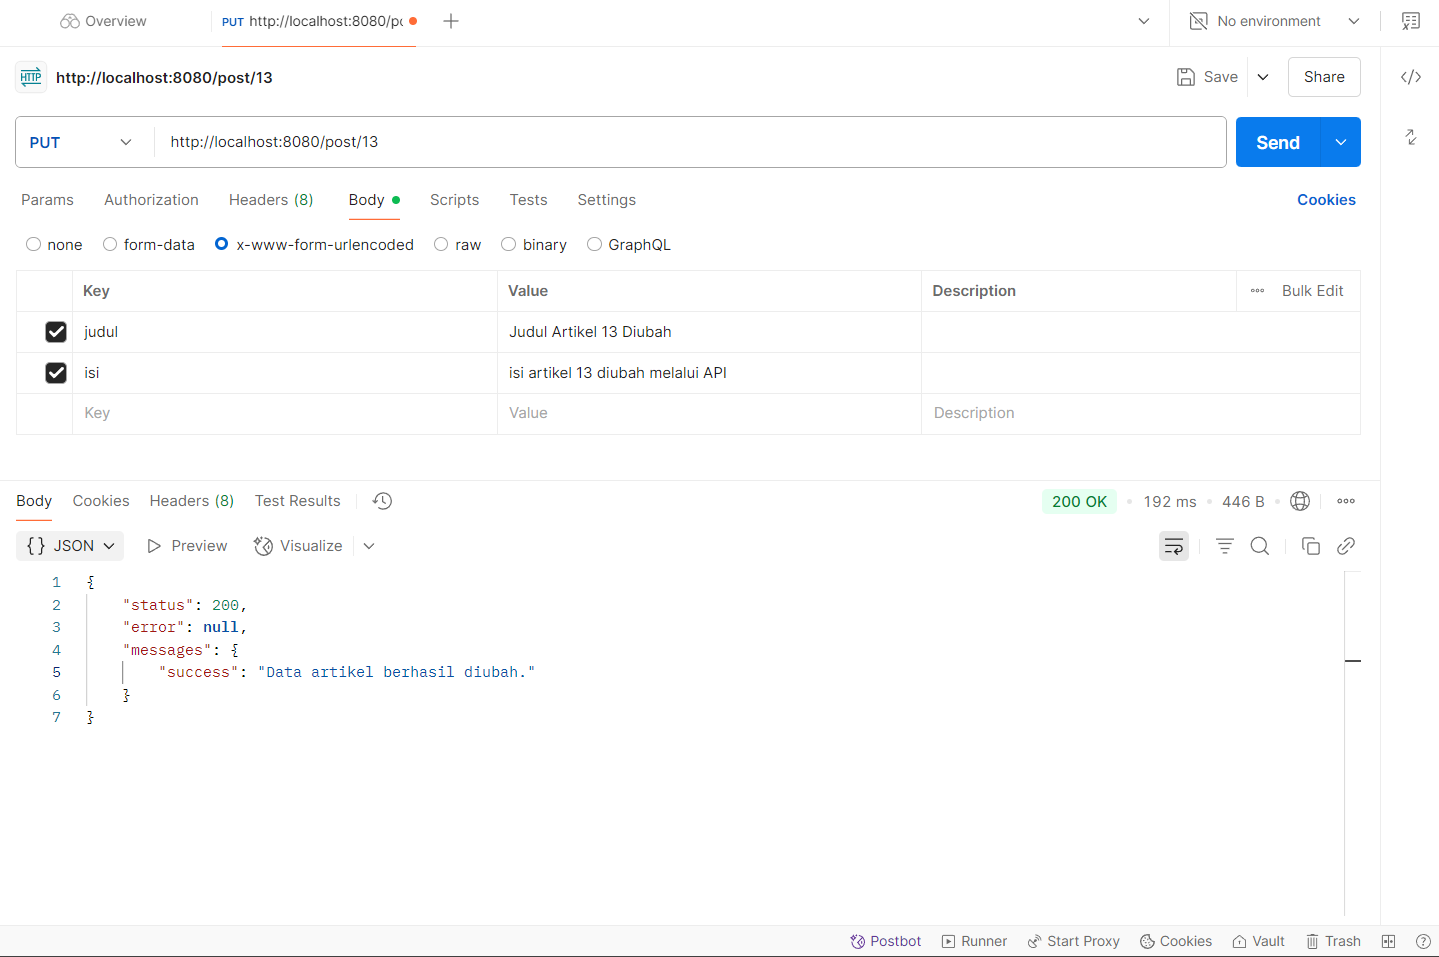 Overview
PUT http://localhost:8080/pc
No environment
HTTP http://localhost:8080/post/13
Save
Share
PUT http://localhost:8080/post/13
Send
Params Authorization Headers (8) Body Scripts Tests Settings Cookies
none form-data x-www-form-urlencoded raw binary GraphQL
Key Value Description Bulk Edit
judul Judul Artikel 13 Diubah
isi isi artikel 13 diubah melalui API
Key Value Description
Body Cookies Headers (8) Test Results 200 OK 192 ms 446 B
{} JSON Preview Visualize
1 {
2 "status": 200,
3 "error": null,
4 "messages": {
5 "success": "Data artikel berhasil diubah."
6 }
7 }
Postbot Runner Start Proxy Cookies Vault Trash